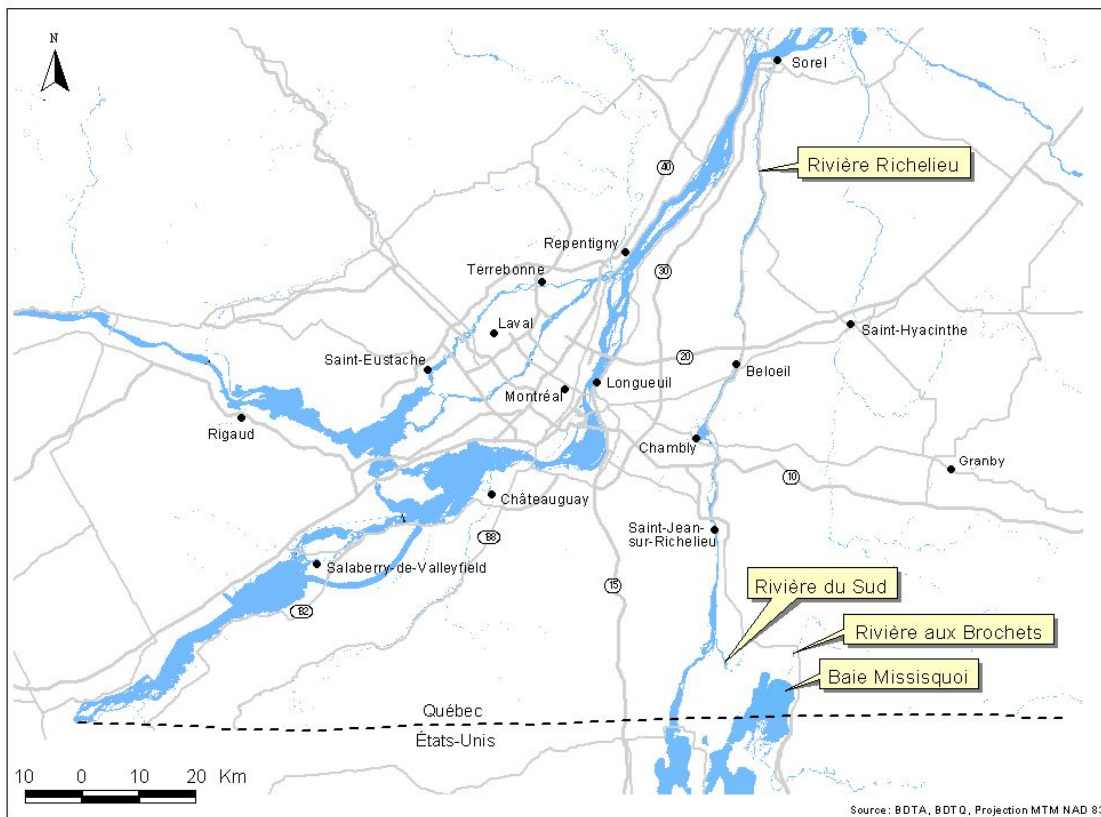 N
Sorel
Rivière Richelieu
40
Repentigny
30
Terrebonne
Laval
Saint-Hyacinthe
20
Saint-Eustache
Beloeil
Longueuil
Montréal
Rigaud
Chambly
Granby
10
Châteauguay
Saint-Jean-
sur-Richelieu
138
Salaberry-de-Valleyfield
15
Rivière du Sud
132
Rivière aux Brochets
Baie Missisquoi
Québec
États-Unis
10 0 10 20 Km
Source: BDTA, BDTQ, Projection MTM NAD 83